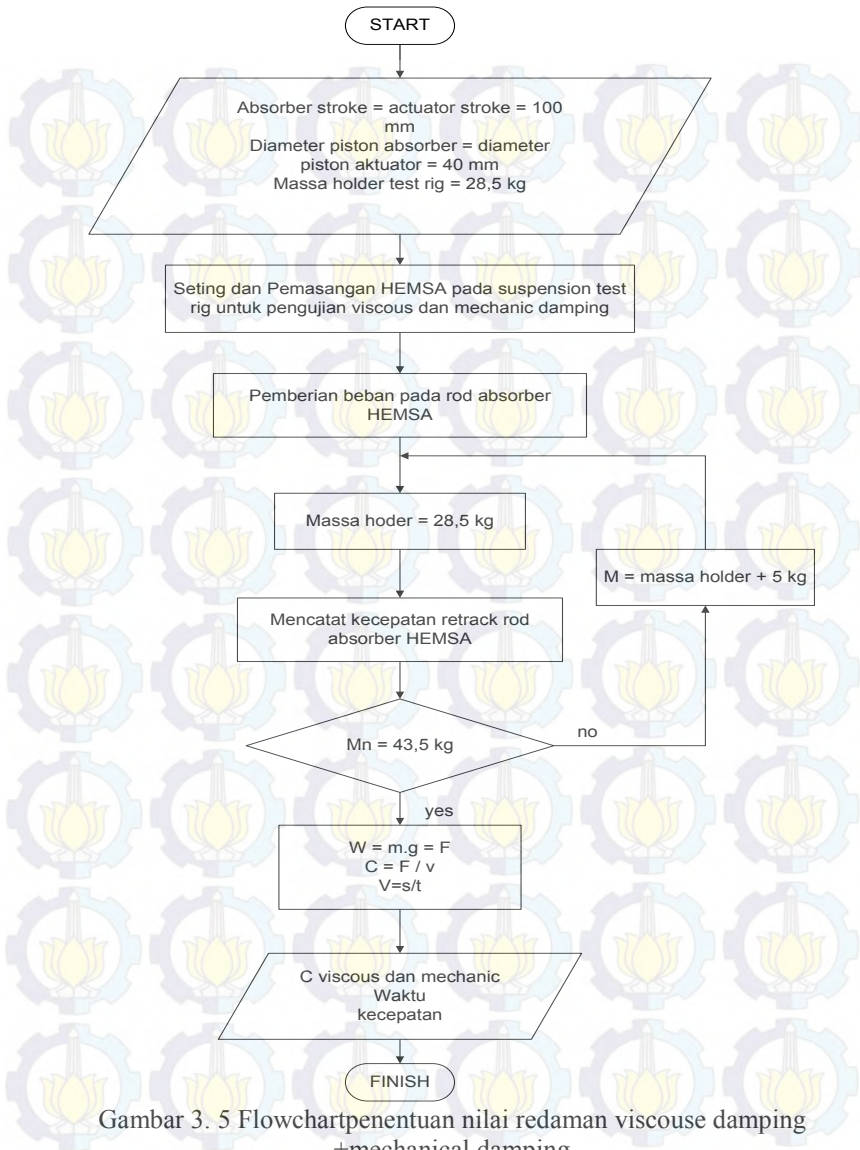 START
Absorber stroke = actuator stroke = 100
mm
Diameter piston absorber = diameter
piston aktuator = 40 mm
Massa holder test rig = 28,5 kg
Seting dan Pemasangan HEMSA pada suspension test
rig untuk pengujian viscous dan mechanic damping
Pemberian beban pada rod absorber
HEMSA
Massa hoder = 28,5 kg
M = massa holder + 5 kg
Mencatat kecepatan retrack rod
absorber HEMSA
Mn = 43,5 kg
no
yes
W = m.g = F
C = F / v
V=s/t
C viscous dan mechanic
Waktu
kecepatan
FINISH
Gambar 3. 5 Flowchartpenentuan nilai redaman viscouse damping
+mechanical damping